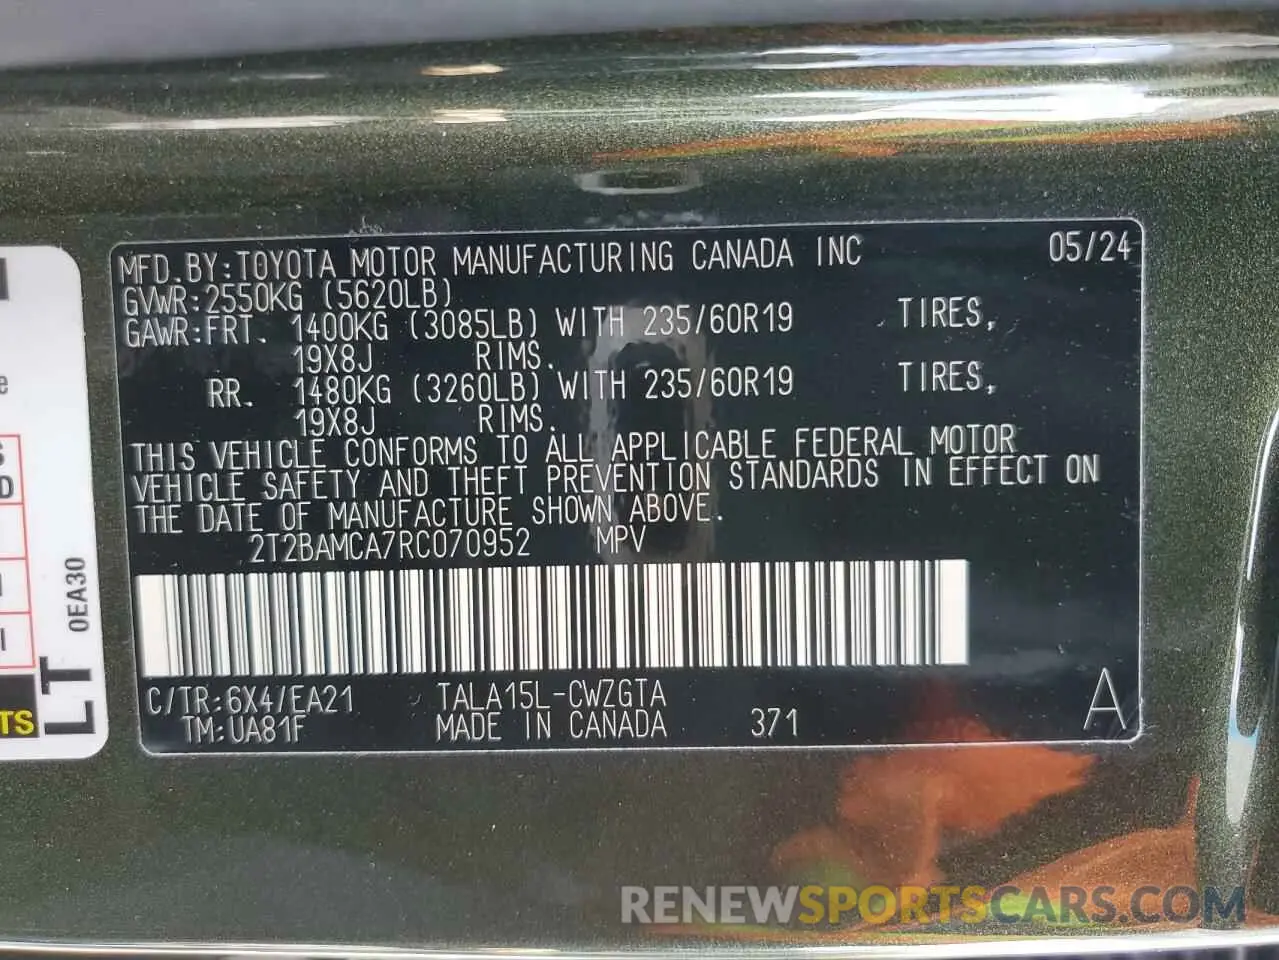 MFD.BY:TOYOTA MOTOR MANUFACTURING CANADA INC 05/24
GVWR:2550KG (5620LB)
GAWR:FRT. 1400KG (3085LB) WITH 235/60R19 TIRES,
19X8J RIMS.
RR. 1480KG (3260LB) WITH 235/60R19 TIRES,
19X8J RIMS.
THIS VEHICLE CONFORMS TO ALL APPLICABLE FEDERAL MOTOR
VEHICLE SAFETY AND THEFT PREVENTION STANDARDS IN EFFECT ON
THE DATE OF MANUFACTURE SHOWN ABOVE.
2T2BAMCA7RC070952 MPV
C/TR:6X4/EA21 TALA15L-CWZGTA A
TM:UA81F MADE IN CANADA 371
0EA30
LT
TS
RENEWSPORTSCARS.COM